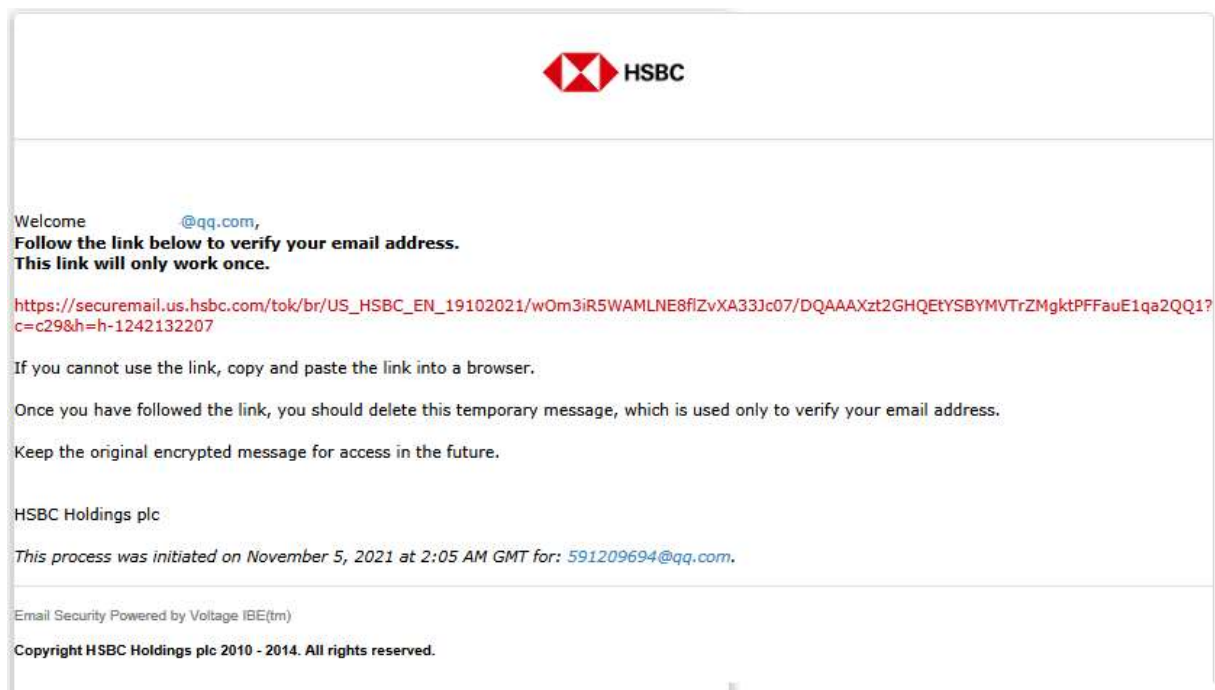 HSBC
Welcome @qq.com,
Follow the link below to verify your email address.
This link will only work once.
https://securemail.us.hsbc.com/tok/br/US_HSBC_EN_19102021/wOm3iR5WAMLNE8flZvXA33Jc07/DQAAAXzt2GHQEtYSBYMVTrZMgktPFFauE1qa2QQ1?
c=c29&h=h-1242132207
If you cannot use the link, copy and paste the link into a browser.
Once you have followed the link, you should delete this temporary message, which is used only to verify your email address.
Keep the original encrypted message for access in the future.
HSBC Holdings plc
This process was initiated on November 5, 2021 at 2:05 AM GMT for: 591209694@qq.com.
Email Security Powered by Voltage IBE(tm)
Copyright HSBC Holdings plc 2010 - 2014. All rights reserved.